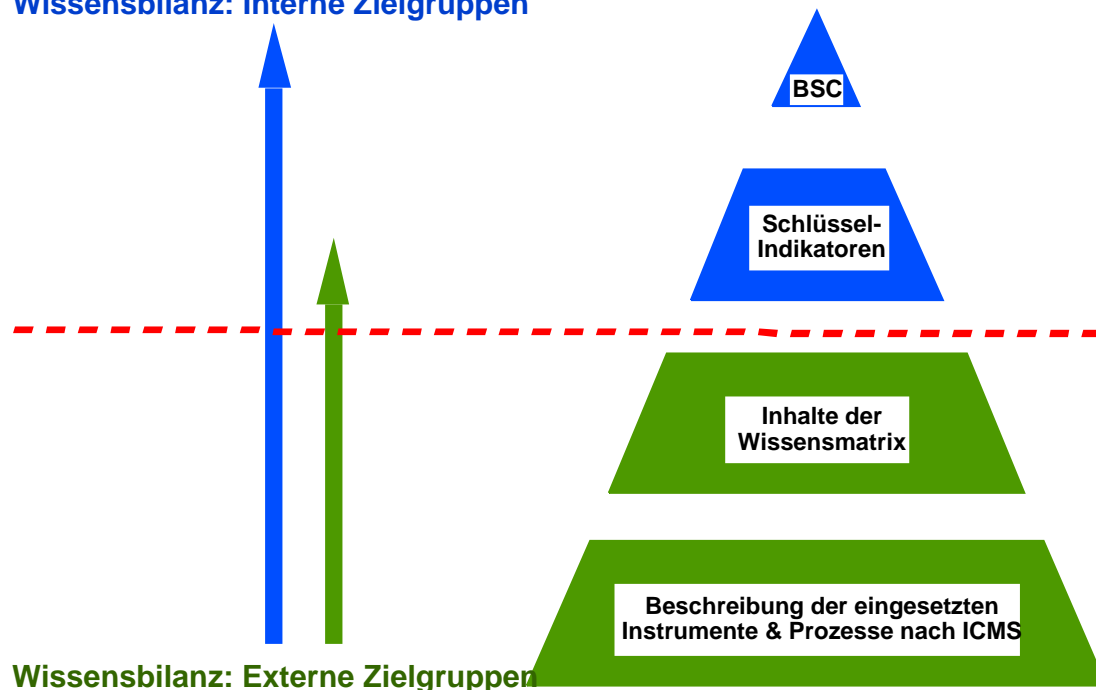 Wissensbilanz: Interne Zielgruppen
BSC
Schlüssel-
Indikatoren
Inhalte der
Wissensmatrix
Beschreibung der eingesetzten
Instrumente & Prozesse nach ICMS
Wissensbilanz: Externe Zielgruppen